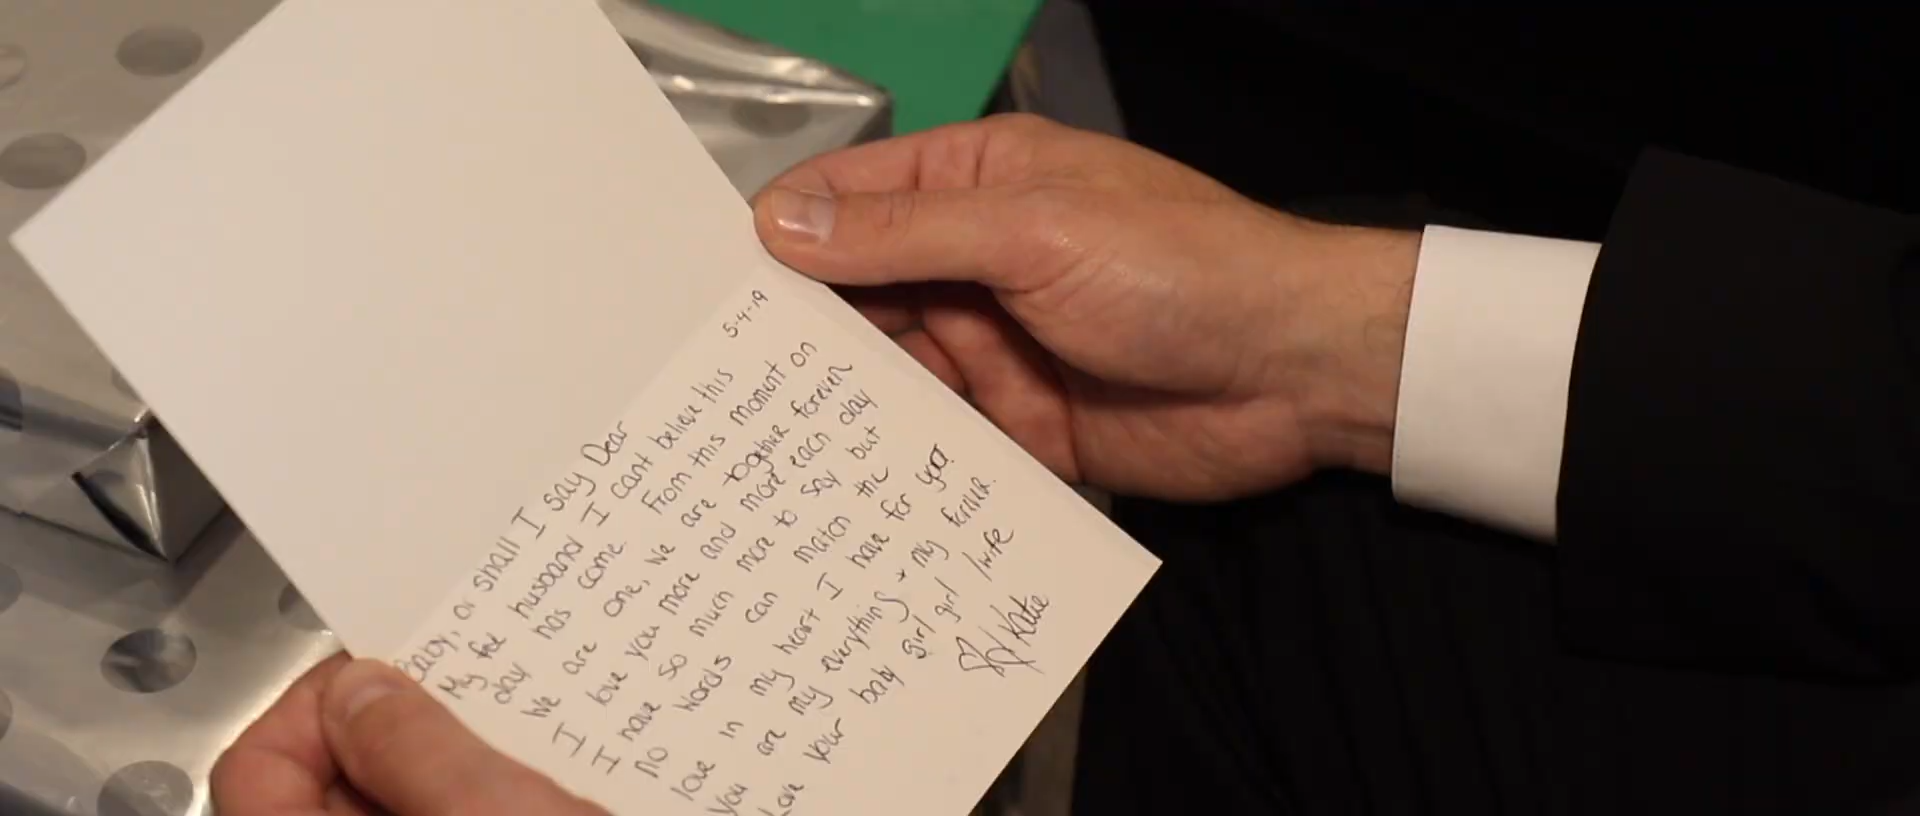 5-4-19
Baby, or shall I say Dear
My fat husband I cant believe this
day has come. From this moment on
We are one, We are together forever
I love you more and more each day
I have so much more to say but
no words can match the
love in my heart I have for you!
You are my everything + my forever.
Love your baby girl girl / wife
Katie